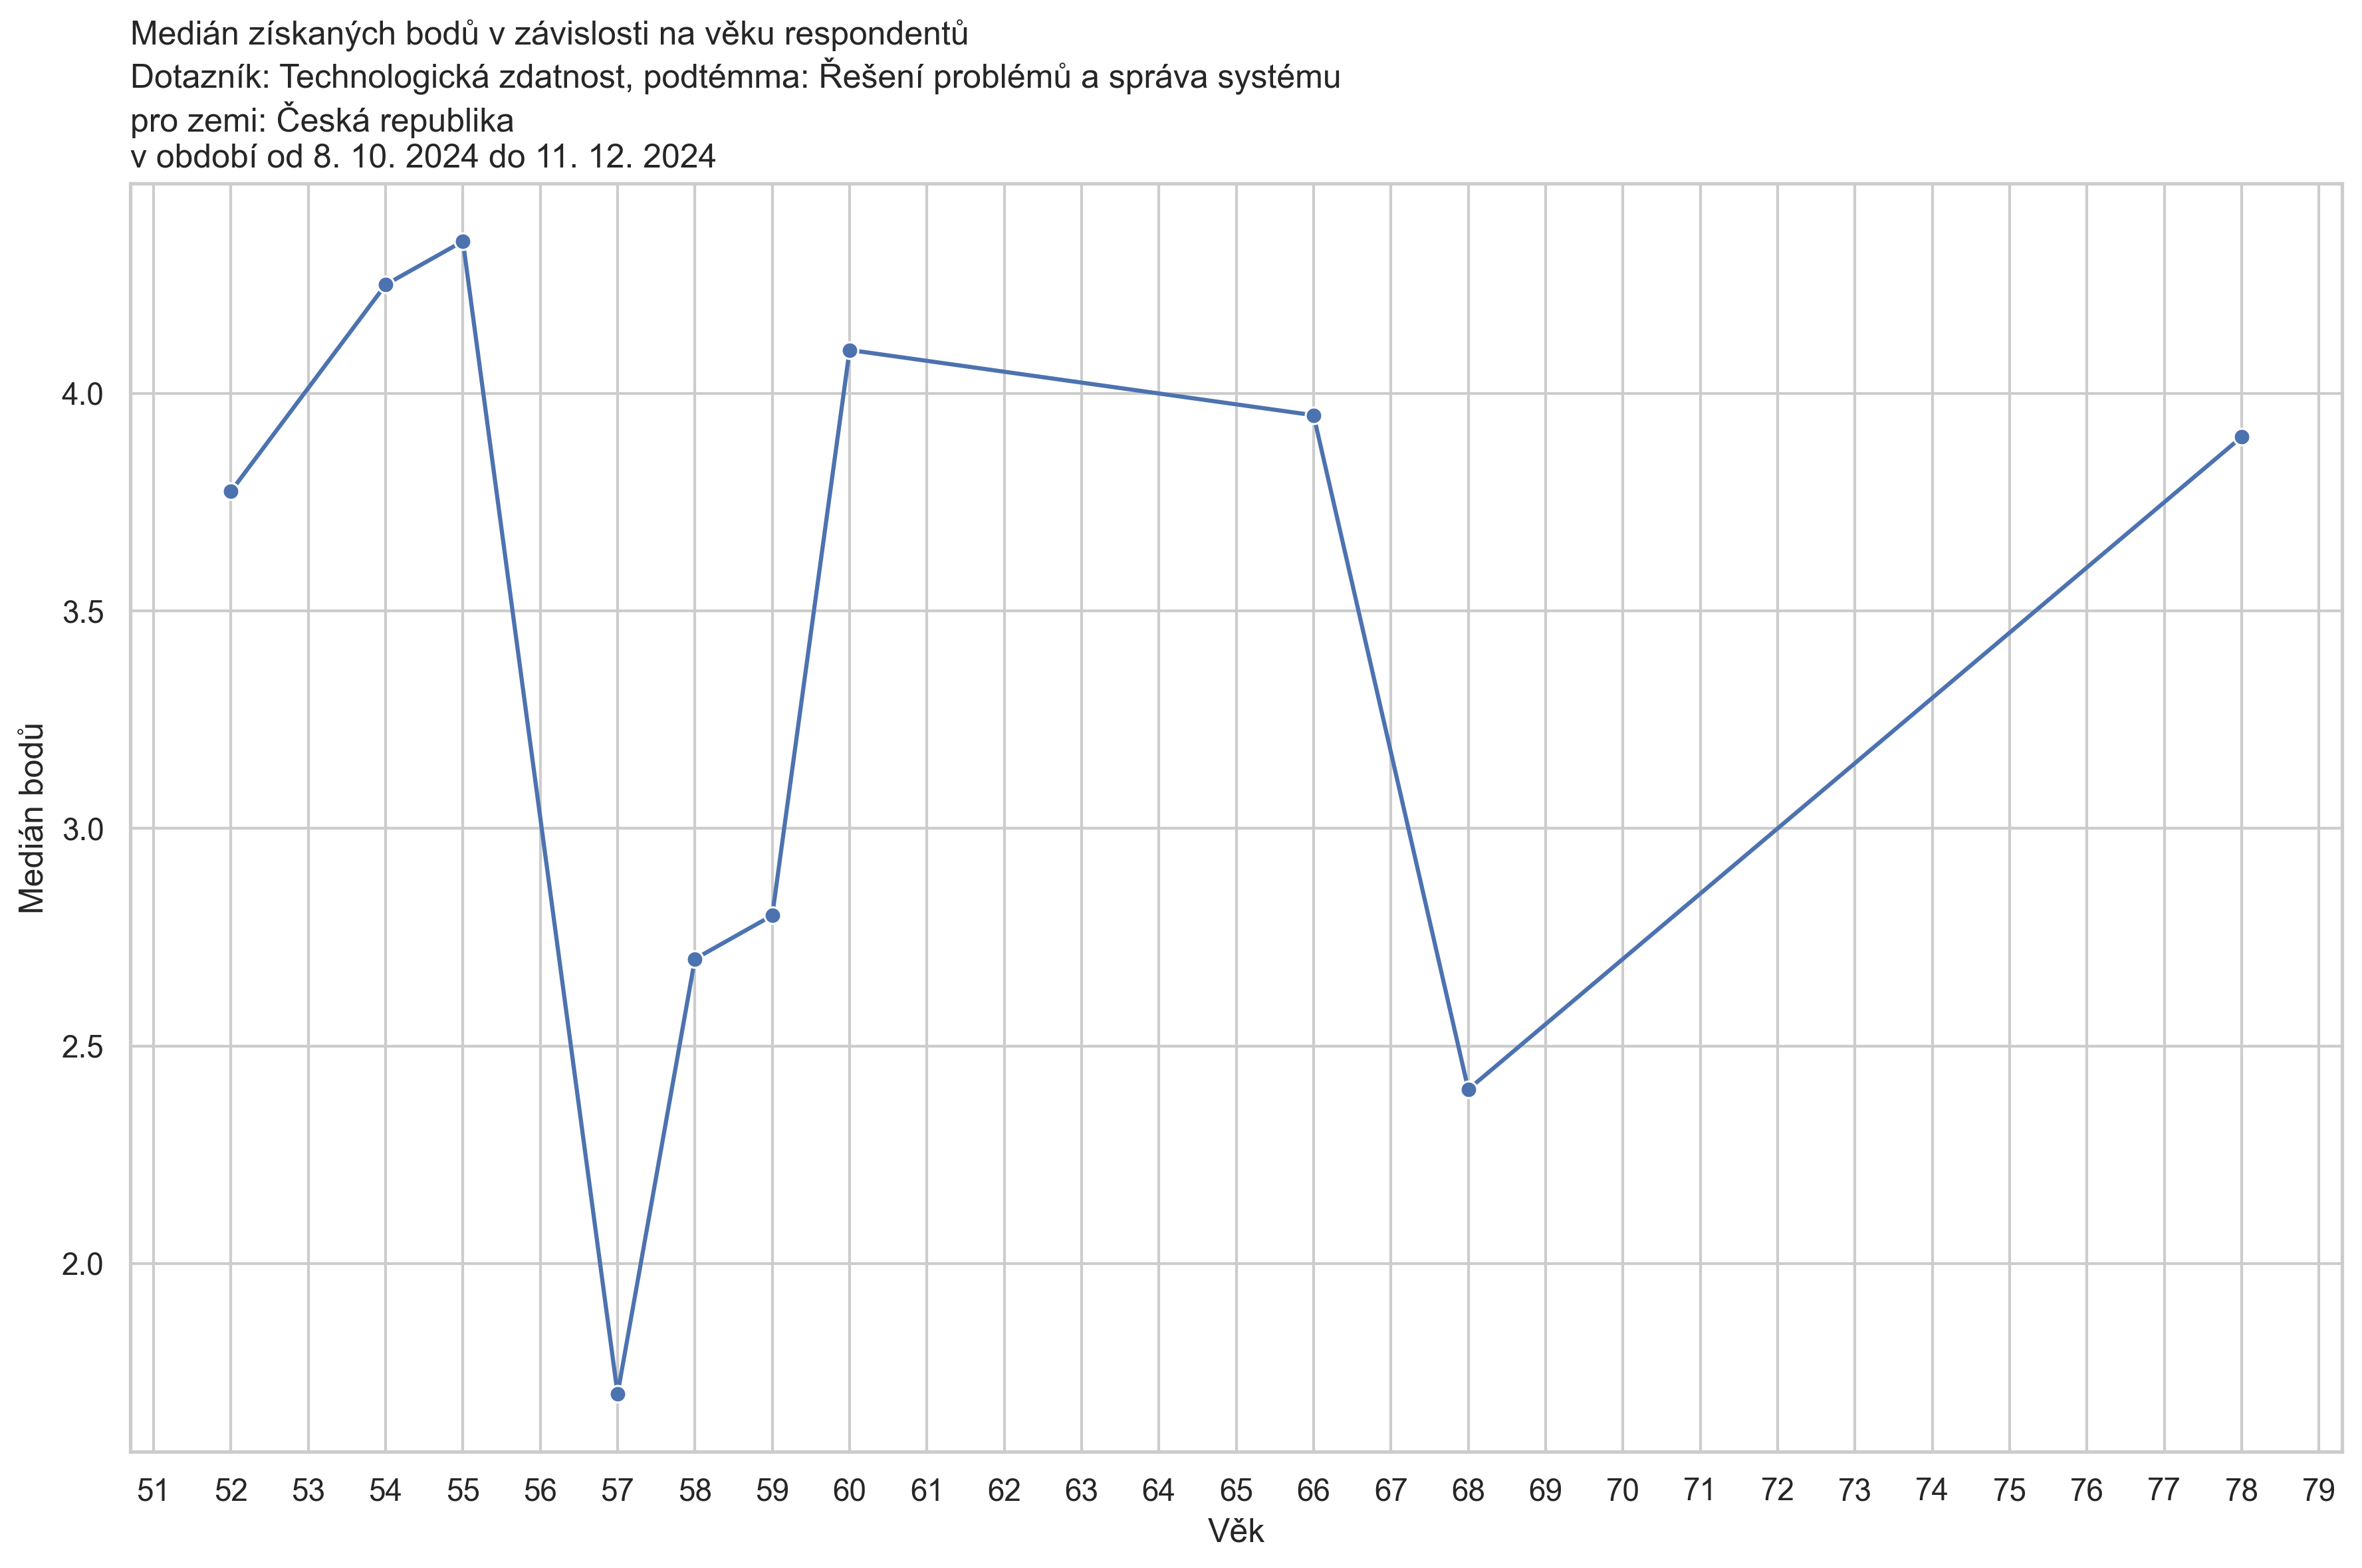 Medián získaných bodů v závislosti na věku respondentů
Dotazník: Technologická zdatnost, podtémma: Řešení problémů a správa systému
pro zemi: Česká republika
v období od 8. 10. 2024 do 11. 12. 2024
4.0
3.5
3.0
2.5
2.0
Medián bodů
51 52 53 54 55 56 57 58 59 60 61 62 63 64 65 66 67 68 69 70 71 72 73 74 75 76 77 78 79
Věk